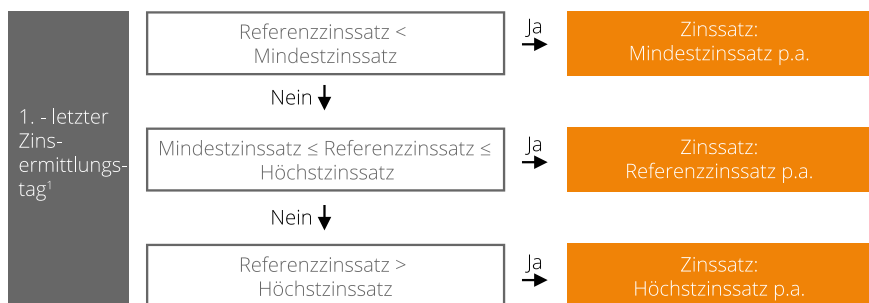 1. - letzter
Zins-
ermittlungs-
tag¹
Referenzzinssatz <
Mindestzinssatz
Ja
Zinssatz:
Mindestzinssatz p.a.
Nein
Mindestzinssatz ≤ Referenzzinssatz ≤
Höchstzinssatz
Ja
Zinssatz:
Referenzzinssatz p.a.
Nein
Referenzzinssatz >
Höchstzinssatz
Ja
Zinssatz:
Höchstzinssatz p.a.